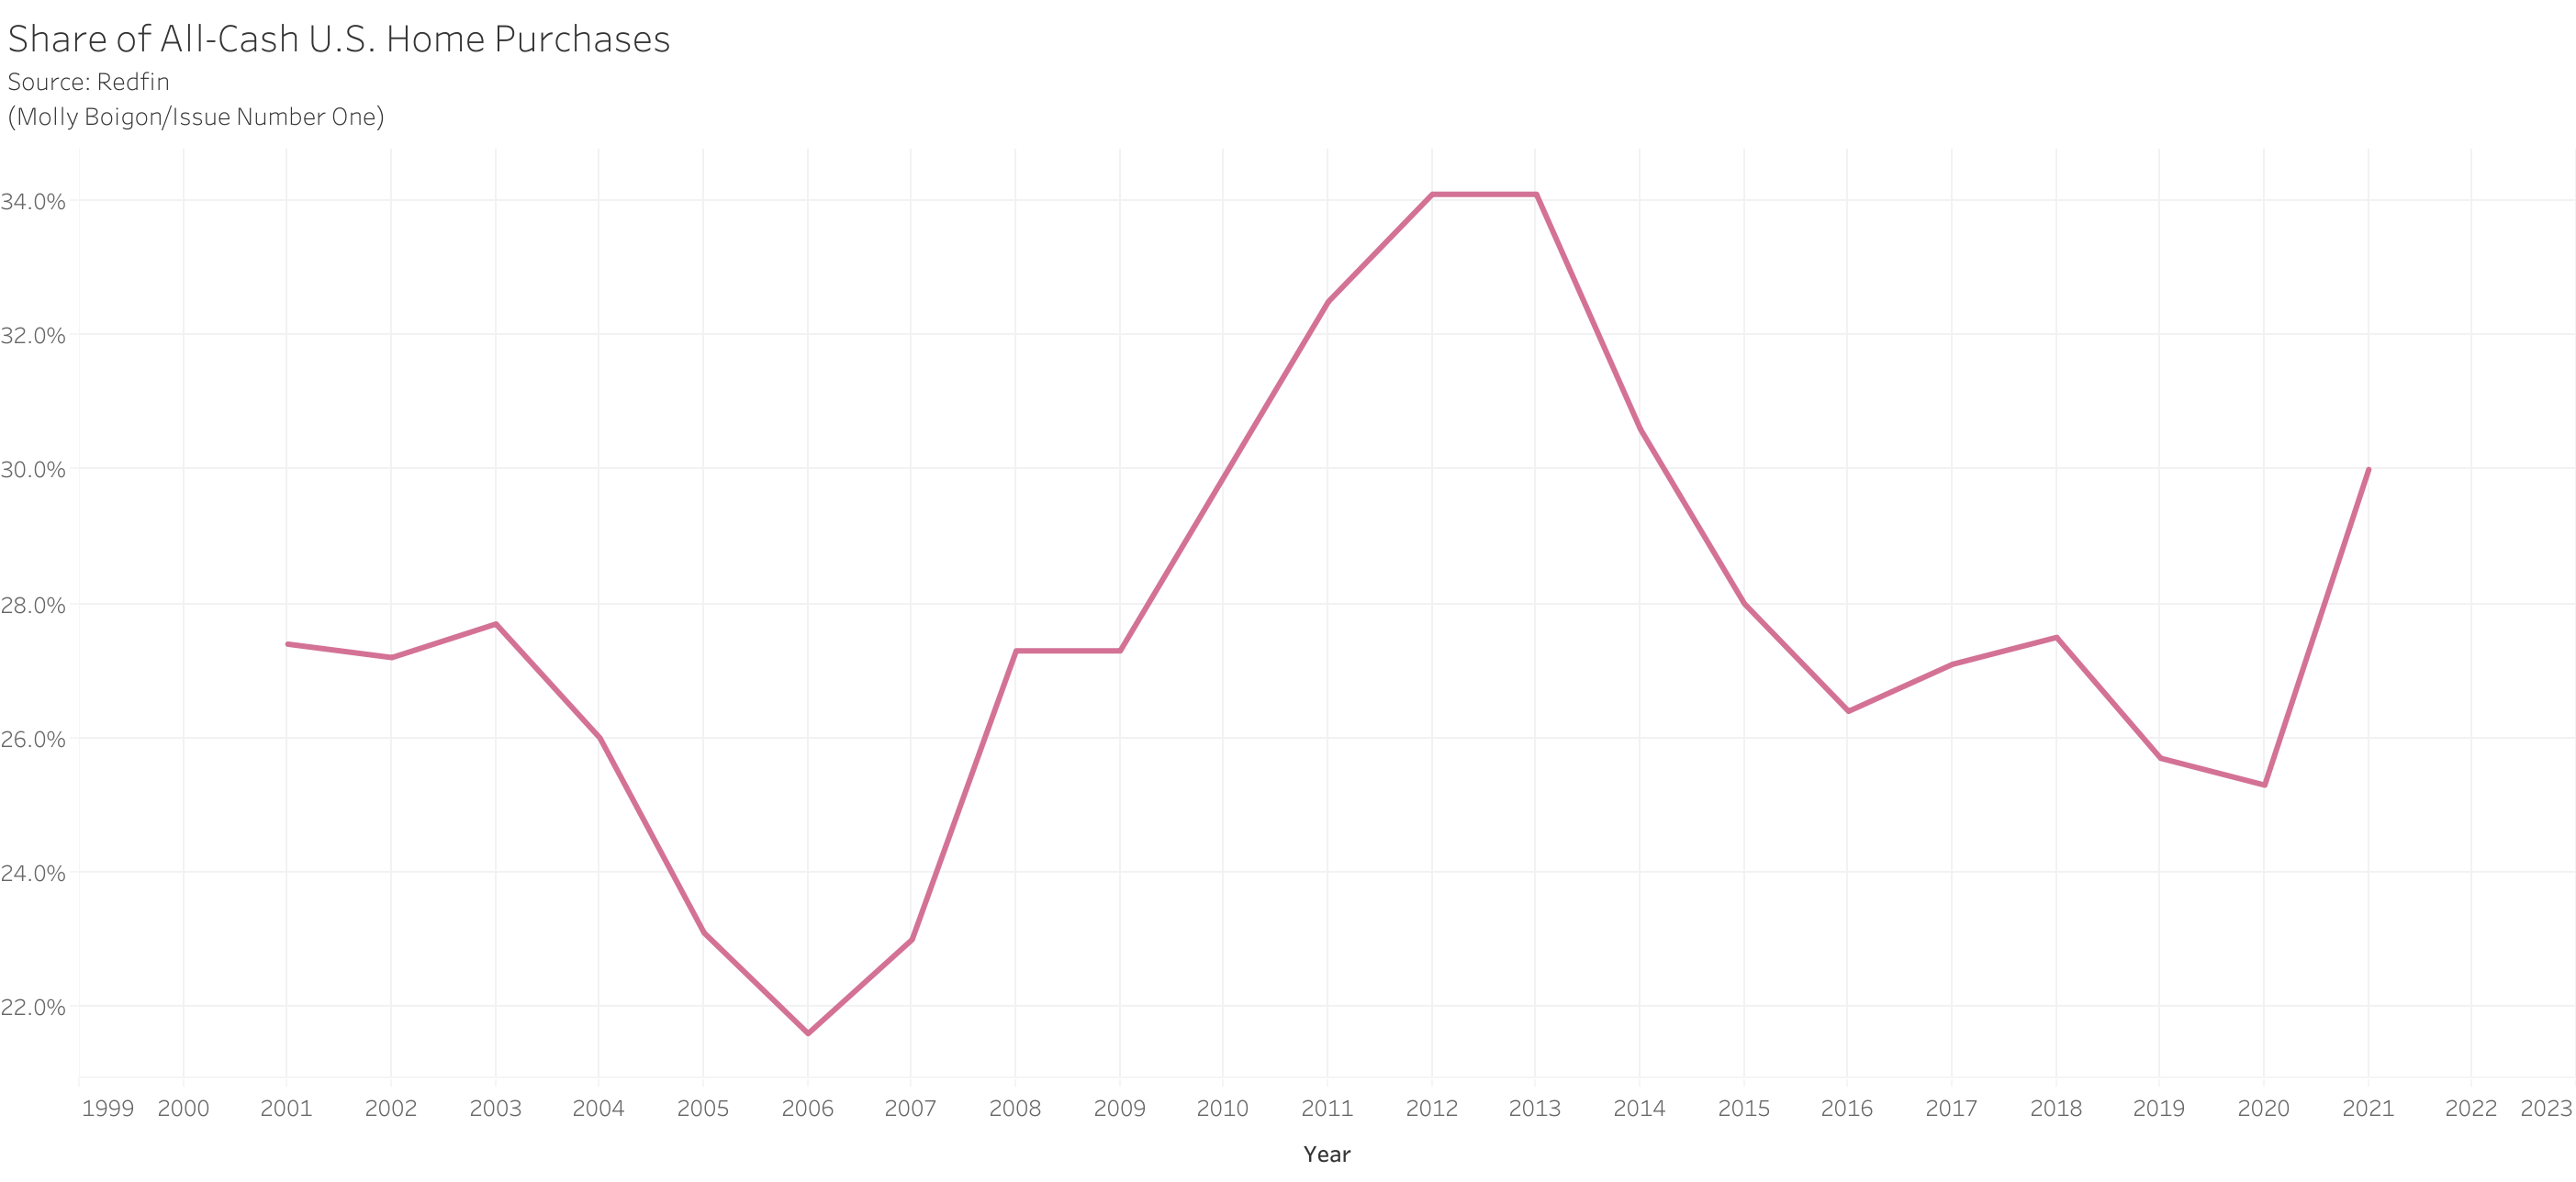 Share of All-Cash U.S. Home Purchases
Source: Redfin
(Molly Boigon/Issue Number One)
34.0%
32.0%
30.0%
28.0%
26.0%
24.0%
22.0%
1999 2000 2001 2002 2003 2004 2005 2006 2007 2008 2009 2010 2011 2012 2013 2014 2015 2016 2017 2018 2019 2020 2021 2022 2023
Year